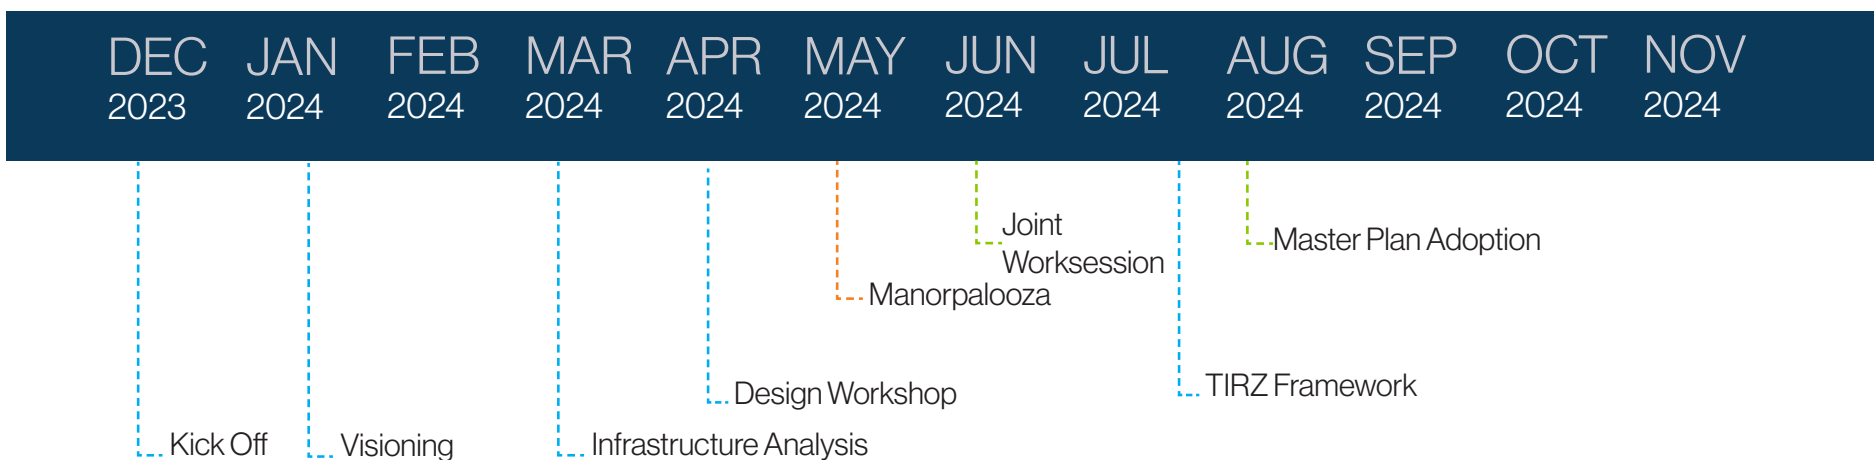 DEC JAN FEB MAR APR MAY JUN JUL AUG SEP OCT NOV
2023 2024 2024 2024 2024 2024 2024 2024 2024 2024 2024 2024
Joint
Worksession
Master Plan Adoption
Manorpalooza
Design Workshop
TIRZ Framework
Kick Off
Visioning
Infrastructure Analysis